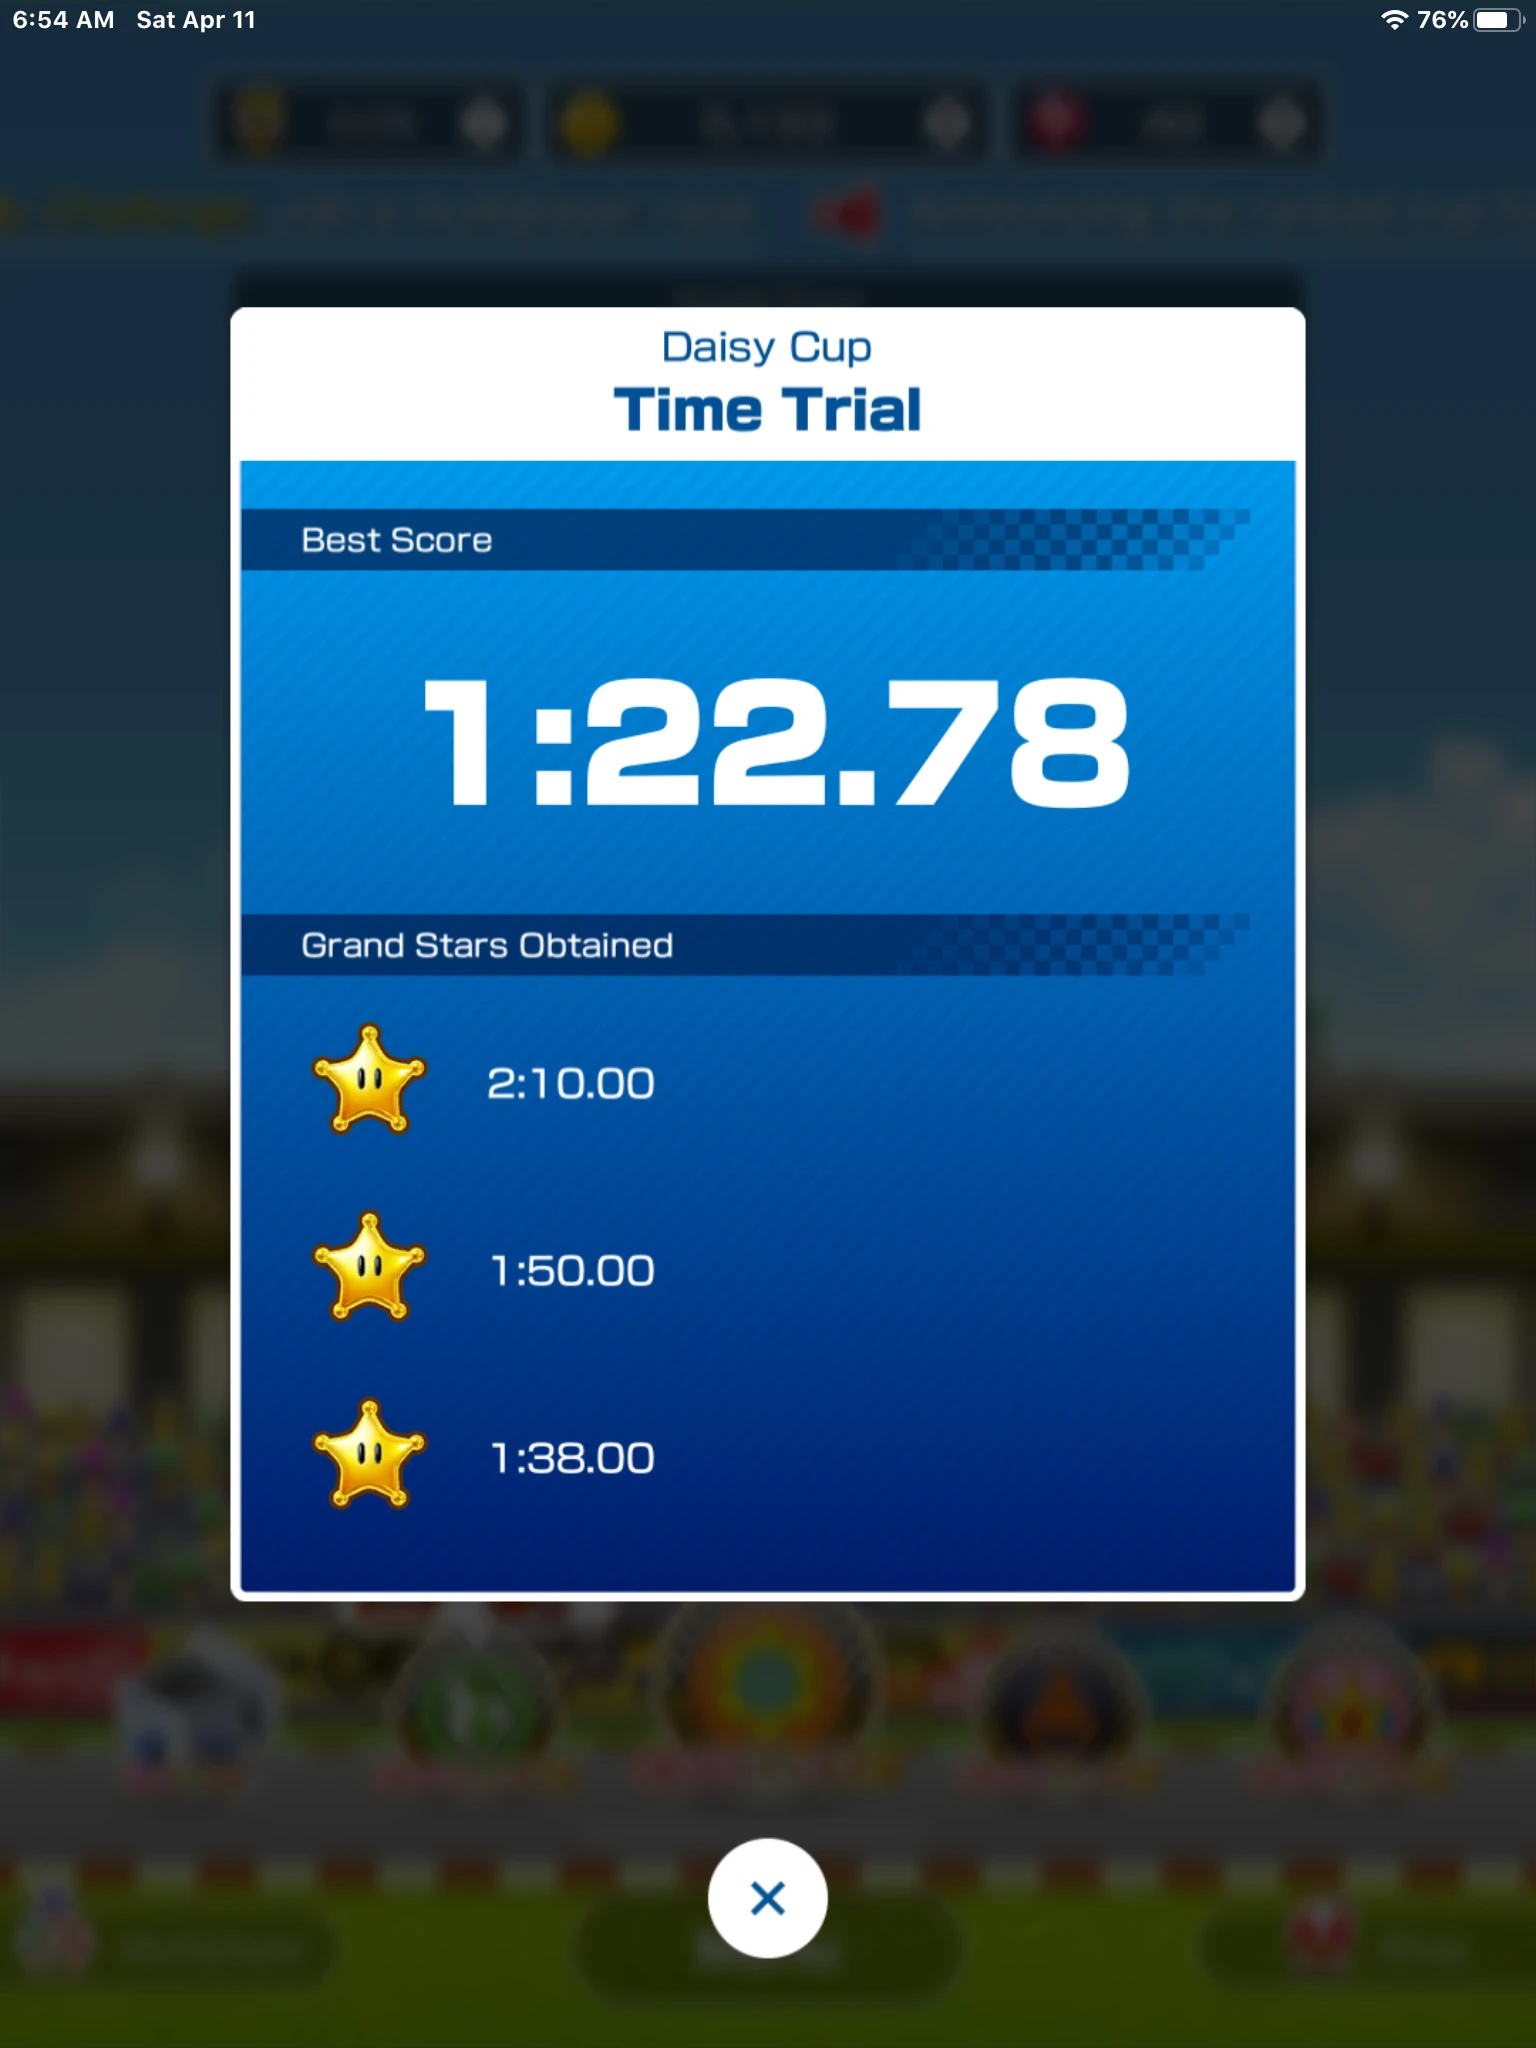 6:54 AM Sat Apr 11
76%
Daisy Cup
Time Trial
Best Score
1:22.78
Grand Stars Obtained
2:10.00
1:50.00
1:38.00